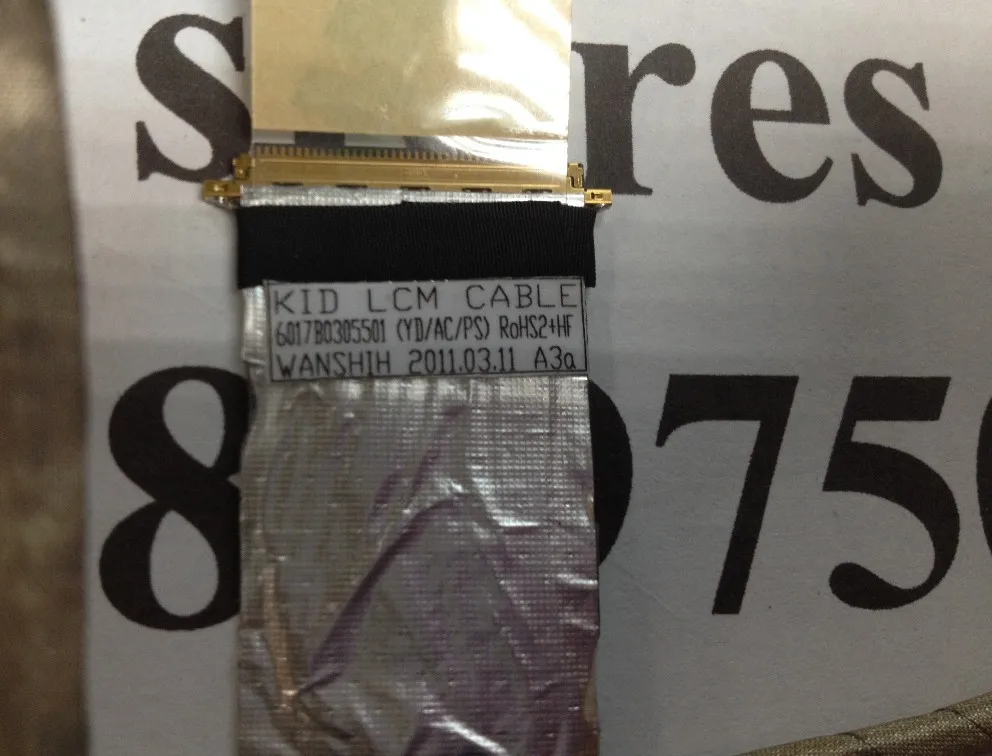 KID LCM CABLE
6017B0305501 (YD/AC/PS) RoHS2+HF
WANSHIH 2011.03.11 A3a